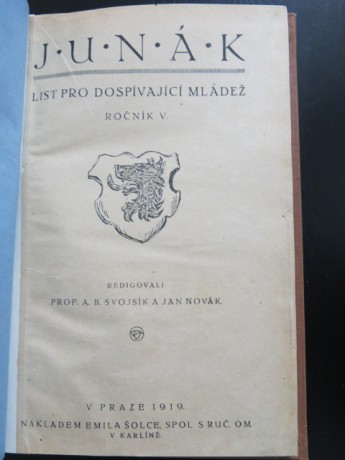 J·U·N·Á·K
LIST PRO DOSPÍVAJÍCÍ MLÁDEŽ
ROČNÍK V.
REDIGOVALI
PROF. A. B. SVOJSÍK A JAN NOVÁK.
V PRAZE 1919.
NÁKLADEM EMILA ŠOLCE, SPOL. S RUČ. OM.
V KARLÍNĚ.